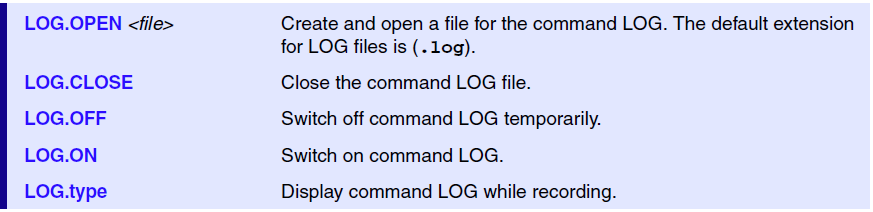 LOG.OPEN <file> Create and open a file for the command LOG. The default extension
for LOG files is (.log).
LOG.CLOSE Close the command LOG file.
LOG.OFF Switch off command LOG temporarily.
LOG.ON Switch on command LOG.
LOG.type Display command LOG while recording.